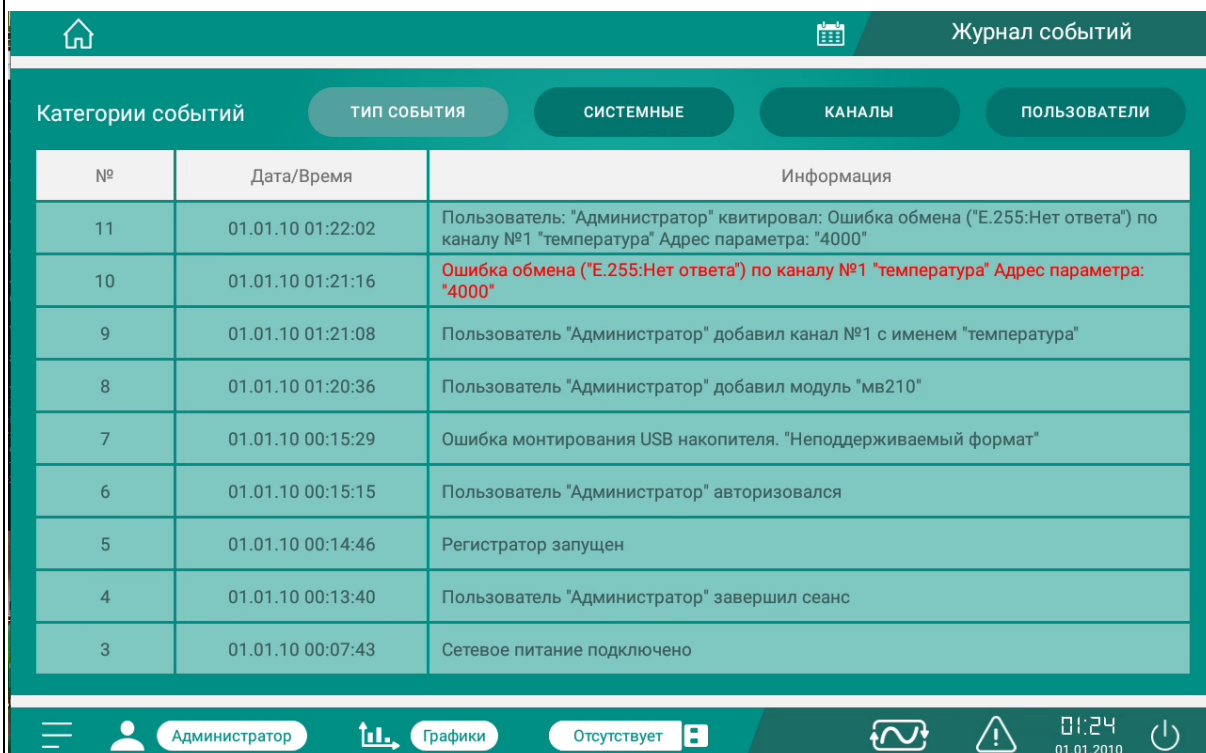 Журнал событий
Категории событий
ТИП СОБЫТИЯ
СИСТЕМНЫЕ
КАНАЛЫ
ПОЛЬЗОВАТЕЛИ
№ Дата/Время Информация
11 01.01.10 01:22:02 Пользователь: "Администратор" квитировал: Ошибка обмена ("E.255:Нет ответа") по
каналу №1 "температура" Адрес параметра: "4000"
10 01.01.10 01:21:16 Ошибка обмена ("E.255:Нет ответа") по каналу №1 "температура" Адрес параметра:
"4000"
9 01.01.10 01:21:08 Пользователь "Администратор" добавил канал №1 с именем "температура"
8 01.01.10 01:20:36 Пользователь "Администратор" добавил модуль "мв210"
7 01.01.10 00:15:29 Ошибка монтирования USB накопителя. "Неподдерживаемый формат"
6 01.01.10 00:15:15 Пользователь "Администратор" авторизовался
5 01.01.10 00:14:46 Регистратор запущен
4 01.01.10 00:13:40 Пользователь "Администратор" завершил сеанс
3 01.01.10 00:07:43 Сетевое питание подключено
Администратор
Графики
Отсутствует
01:24
01.01.2010